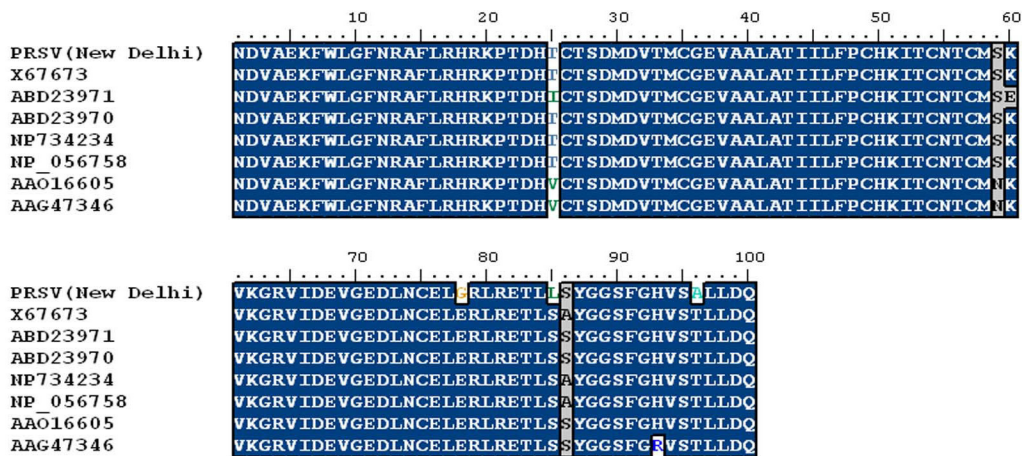 10 20 30 40 50 60
PRSV(New Delhi) NDVAEKFWLGFNRAFLRHRKPTDHTCTSDMDVTMCGEVAALATIILFPCHKITCNTCMSK
X67673 NDVAEKFWLGFNRAFLRHRKPTDHTCTSDMDVTMCGEVAALATIILFPCHKITCNTCMSK
ABD23971 NDVAEKFWLGFNRAFLRHRKPTDHICTSDMDVTMCGEVAALATIILFPCHKITCNTCMSE
ABD23970 NDVAEKFWLGFNRAFLRHRKPTDHTCTSDMDVTMCGEVAALATIILFPCHKITCNTCMSK
NP734234 NDVAEKFWLGFNRAFLRHRKPTDHTCTSDMDVTMCGEVAALATIILFPCHKITCNTCMSK
NP_056758 NDVAEKFWLGFNRAFLRHRKPTDHTCTSDMDVTMCGEVAALATIILFPCHKITCNTCMSK
AAO16605 NDVAEKFWLGFNRAFLRHRKPTDHVCTSDMDVTMCGEVAALATIILFPCHKITCNTCMNK
AAG47346 NDVAEKFWLGFNRAFLRHRKPTDHVCTSDMDVTMCGEVAALATIILFPCHKITCNTCMNK
70 80 90 100
PRSV(New Delhi) VKGRVIDEVGEDLNCELGRLRETLLSYGGSFGHVSALLDQ
X67673 VKGRVIDEVGEDLNCELERLRETLSAYGGSFGHVSTLLDQ
ABD23971 VKGRVIDEVGEDLNCELERLRETLSSYGGSFGHVSTLLDQ
ABD23970 VKGRVIDEVGEDLNCELERLRETLSSYGGSFGHVSTLLDQ
NP734234 VKGRVIDEVGEDLNCELERLRETLSAYGGSFGHVSTLLDQ
NP_056758 VKGRVIDEVGEDLNCELERLRETLSAYGGSFGHVSTLLDQ
AAO16605 VKGRVIDEVGEDLNCELERLRETLSSYGGSFGHVSTLLDQ
AAG47346 VKGRVIDEVGEDLNCELERLRETLSSYGGSFGRVSTLLDQ